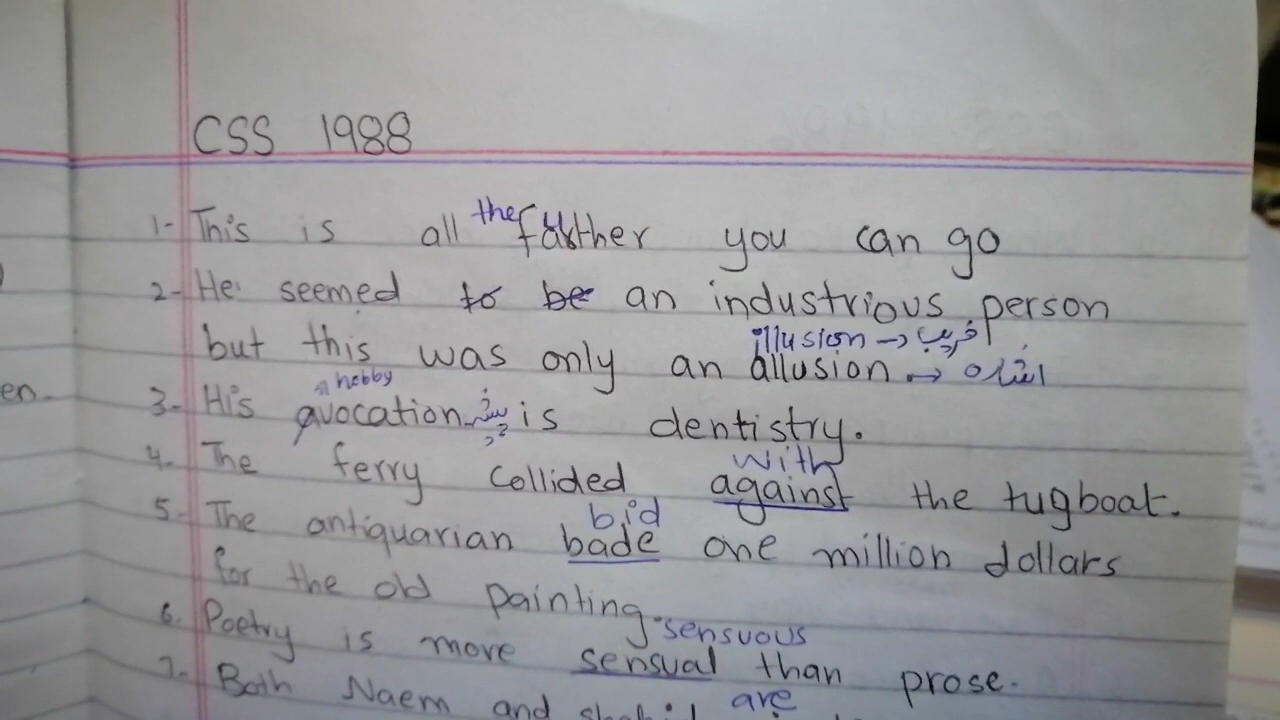 CSS 1988
the
1- This is all farther you can go
2- He seemed to be an industrious person
illusion → فریب
but this was only an allusion → اشارہ
hobby
3- His avocation پیشہ is dentistry.
with
4. The ferry collided against the tugboat.
bid
5. The antiquarian bade one million dollars
for the old painting.
sensuous
6. Poetry is more sensual than prose.
are
7. Both Naem and
en.